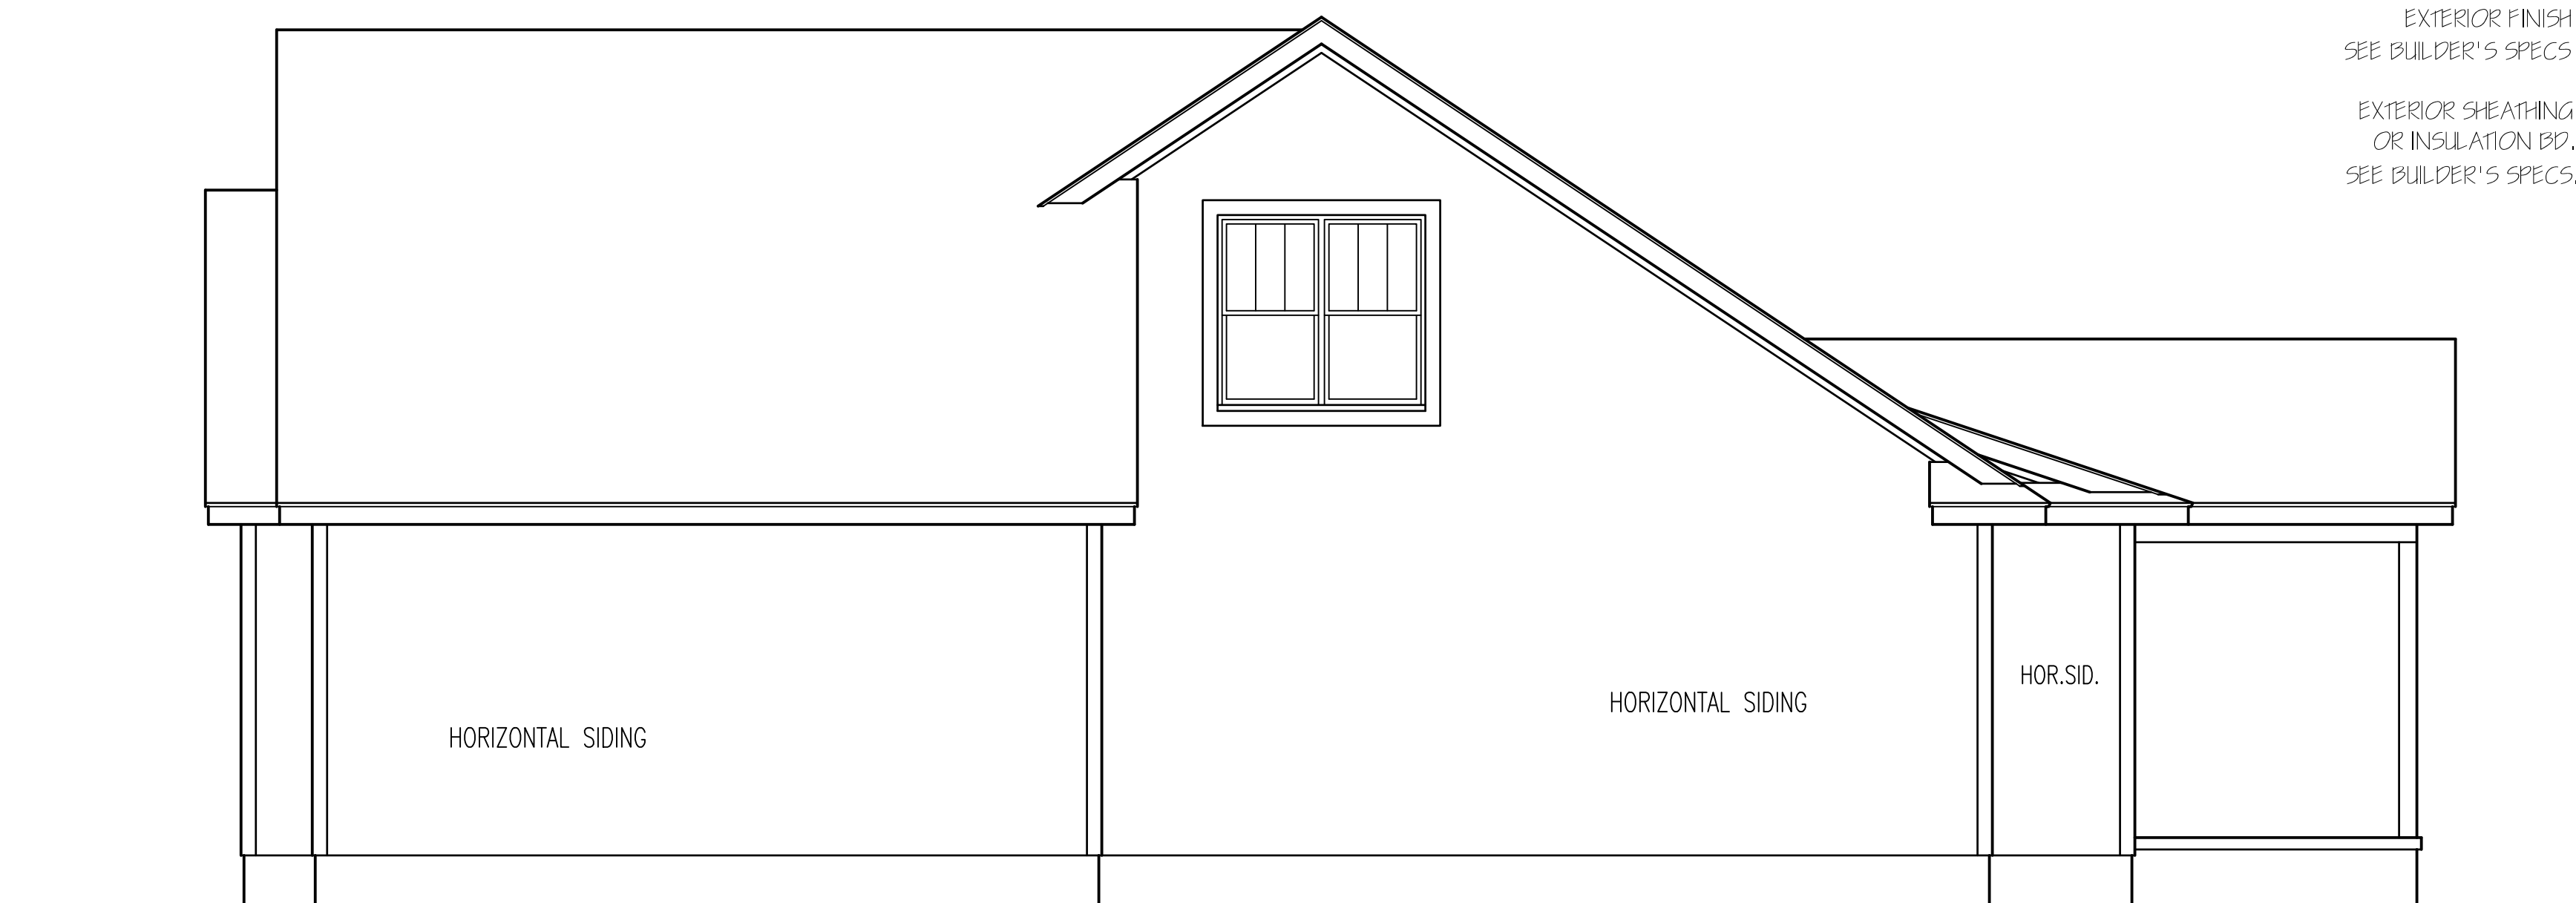 EXTERIOR FINISH
SEE BUILDER'S SPECS
EXTERIOR SHEATHING
OR INSULATION BD.
SEE BUILDER'S SPECS.
HOR.SID.
HORIZONTAL SIDING
HORIZONTAL SIDING